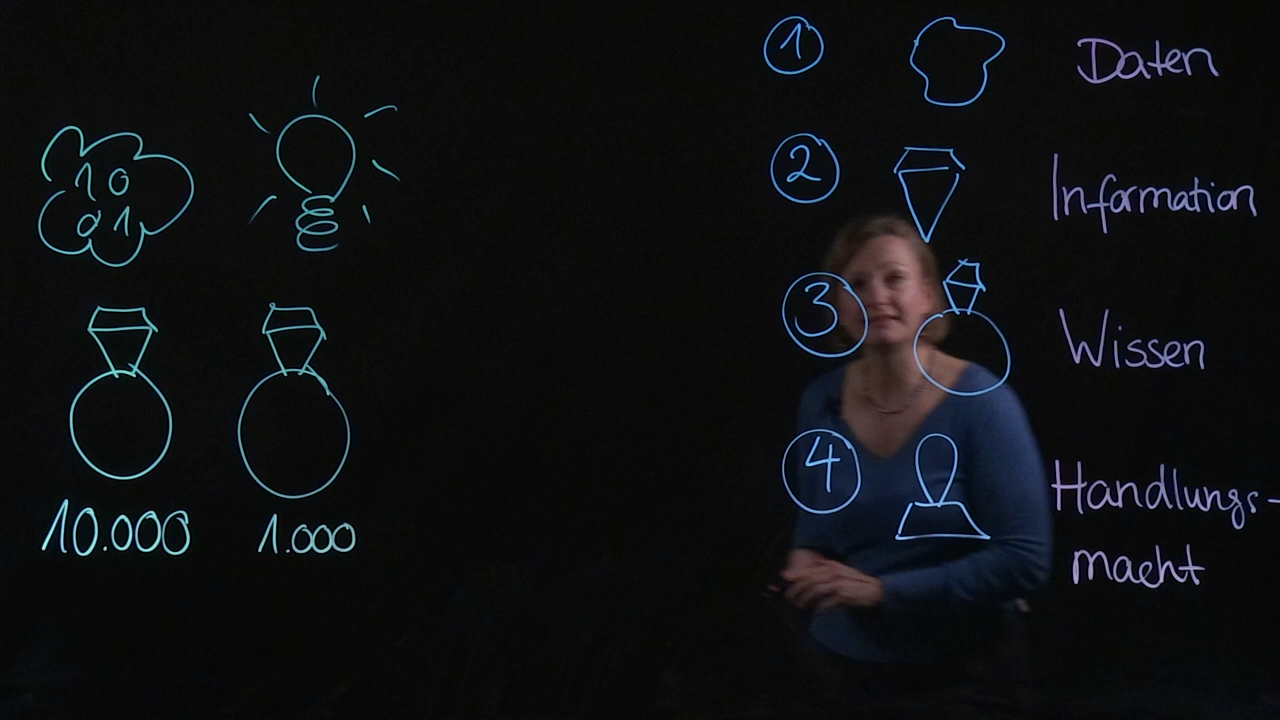 10
01
10.000
1.000
1
Daten
2
Information
3
Wissen
4
Handlungs-
macht